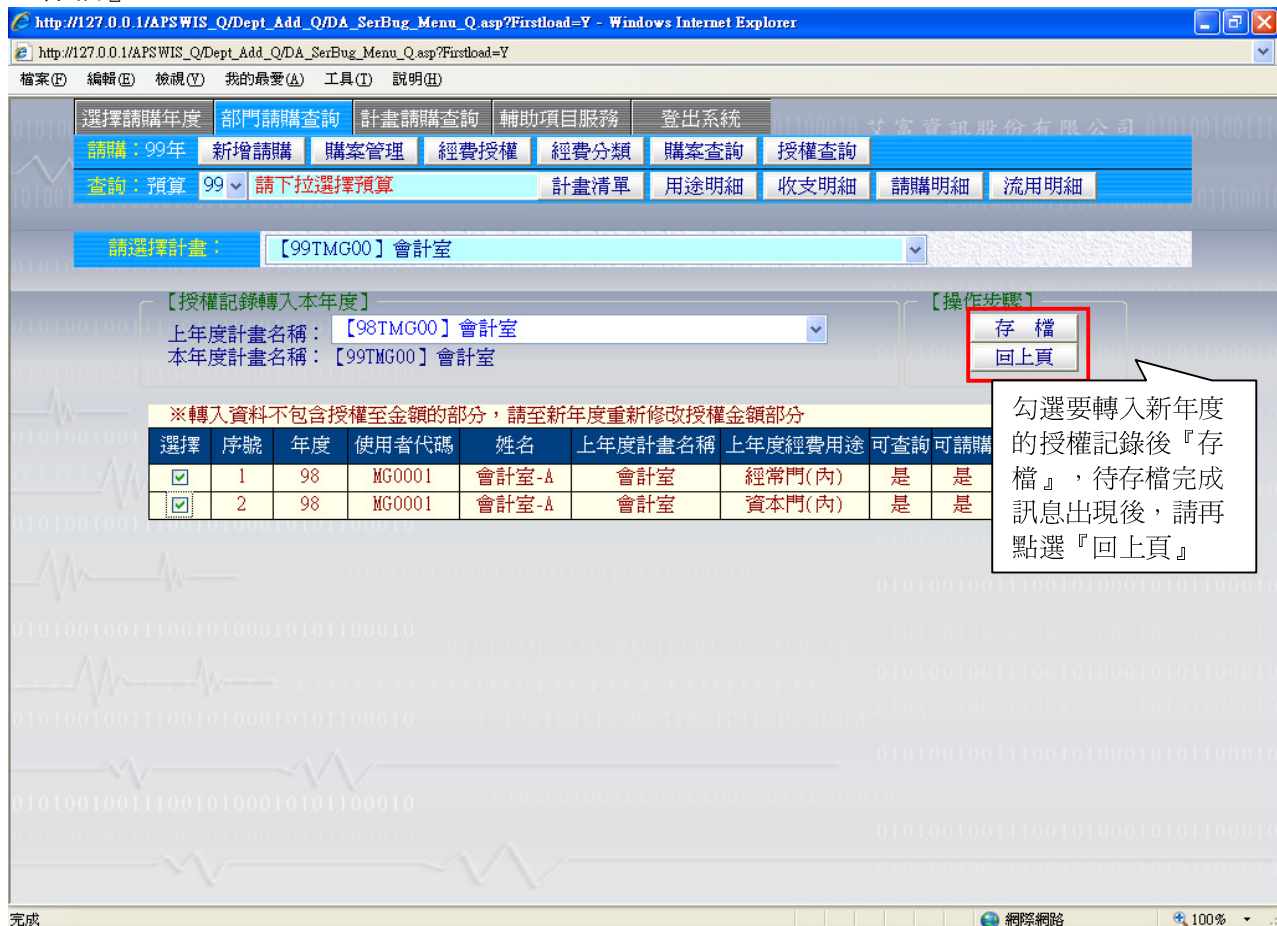 http://127.0.0.1/APSWIS_Q/Dept_Add_Q/DA_SerBug_Menu_Q.asp?Firstload=Y - Windows Internet Explorer
http://127.0.0.1/APSWIS_Q/Dept_Add_Q/DA_SerBug_Menu_Q.asp?Firstload=Y
檔案(F) 編輯(E) 檢視(V) 我的最愛(A) 工具(T) 說明(H)
選擇請購年度 部門請購查詢 計畫請購查詢 輔助項目服務 登出系統
艾富資訊股份有限公司
請購：99年 新增請購 購案管理 經費授權 經費分類 購案查詢 授權查詢
查詢：預算 99 請下拉選擇預算 計畫清單 用途明細 收支明細 請購明細 流用明細
請選擇計畫： 【99TMG00】會計室
【授權記錄轉入本年度】
上年度計畫名稱： 【98TMG00】會計室
本年度計畫名稱：【99TMG00】會計室
【操作步驟】
存 檔
回上頁
※轉入資料不包含授權至金額的部分，請至新年度重新修改授權金額部分
選擇 序號 年度 使用者代碼 姓名 上年度計畫名稱 上年度經費用途 可查詢 可請購
1 98 MG0001 會計室-A 會計室 經常門(內) 是 是
2 98 MG0001 會計室-A 會計室 資本門(內) 是 是
勾選要轉入新年度
的授權記錄後『存
檔』，待存檔完成
訊息出現後，請再
點選『回上頁』
完成 網際網路 100%